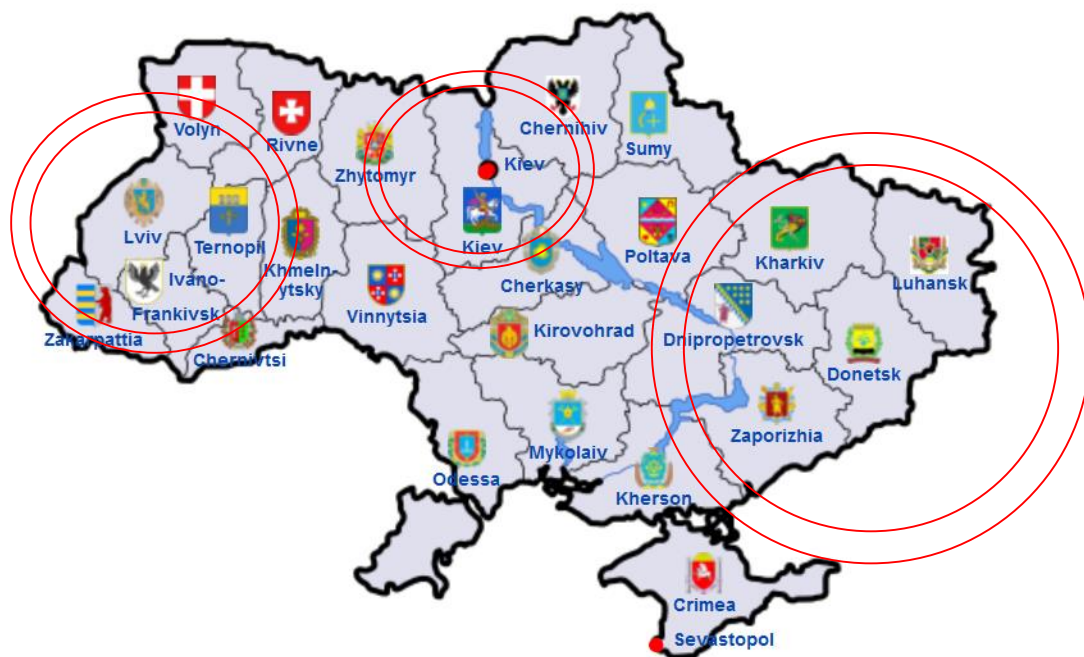 Volyn
Rivne
Zhytomyr
Chernihiv
Sumy
Kiev
Lviv
Ternopil
Khmeln-
ytsky
Kiev
Poltava
Kharkiv
Luhansk
Ivano-
Frankivsk
Cherkasy
Vinnytsia
Kirovohrad
Dnipropetrovsk
Zakarpattia
Chernivtsi
Donetsk
Zaporizhia
Mykolaiv
Odessa
Kherson
Crimea
Sevastopol